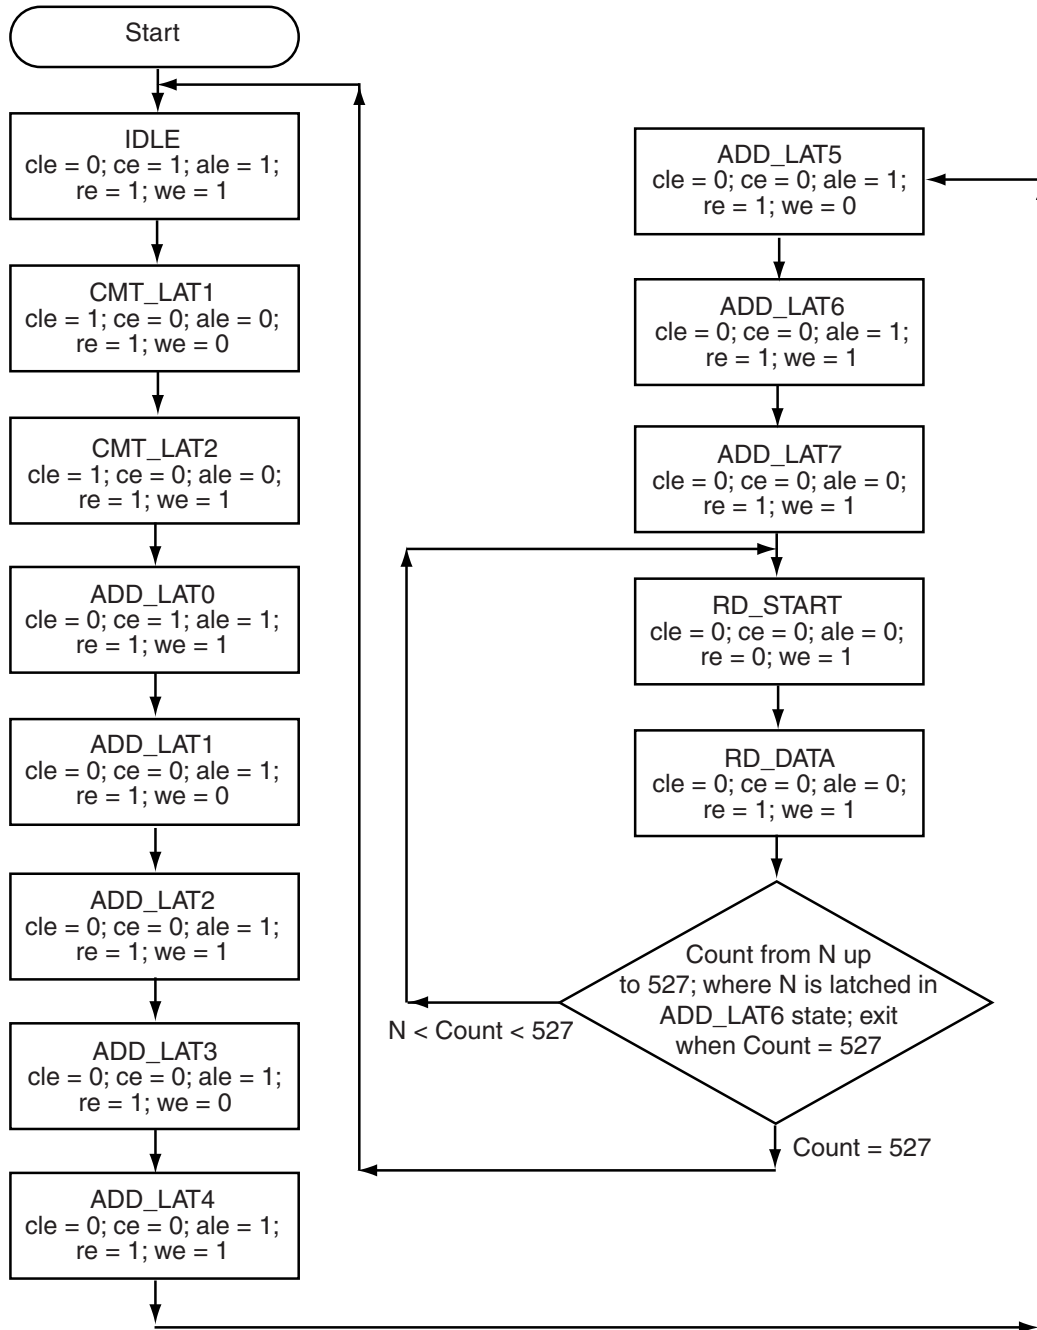 Start
IDLE
cle = 0; ce = 1; ale = 1;
re = 1; we = 1
CMT_LAT1
cle = 1; ce = 0; ale = 0;
re = 1; we = 0
CMT_LAT2
cle = 1; ce = 0; ale = 0;
re = 1; we = 1
ADD_LAT0
cle = 0; ce = 1; ale = 1;
re = 1; we = 1
ADD_LAT1
cle = 0; ce = 0; ale = 1;
re = 1; we = 0
ADD_LAT2
cle = 0; ce = 0; ale = 1;
re = 1; we = 1
ADD_LAT3
cle = 0; ce = 0; ale = 1;
re = 1; we = 0
ADD_LAT4
cle = 0; ce = 0; ale = 1;
re = 1; we = 1
ADD_LAT5
cle = 0; ce = 0; ale = 1;
re = 1; we = 0
ADD_LAT6
cle = 0; ce = 0; ale = 1;
re = 1; we = 1
ADD_LAT7
cle = 0; ce = 0; ale = 0;
re = 1; we = 1
RD_START
cle = 0; ce = 0; ale = 0;
re = 0; we = 1
RD_DATA
cle = 0; ce = 0; ale = 0;
re = 1; we = 1
Count from N up
to 527; where N is latched in
ADD_LAT6 state; exit
when Count = 527
N < Count < 527
Count = 527